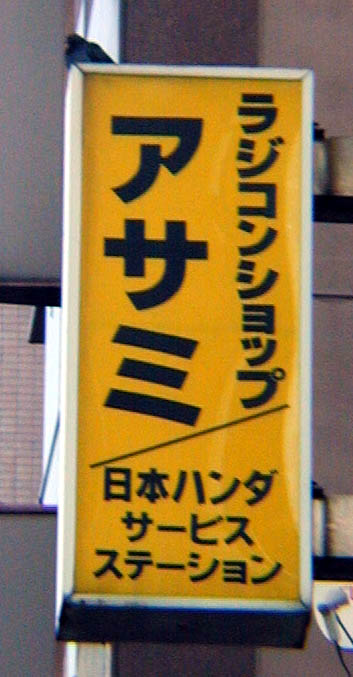 ラジコンショップ
アサミ
日本ハンダ
サービス
ステーション